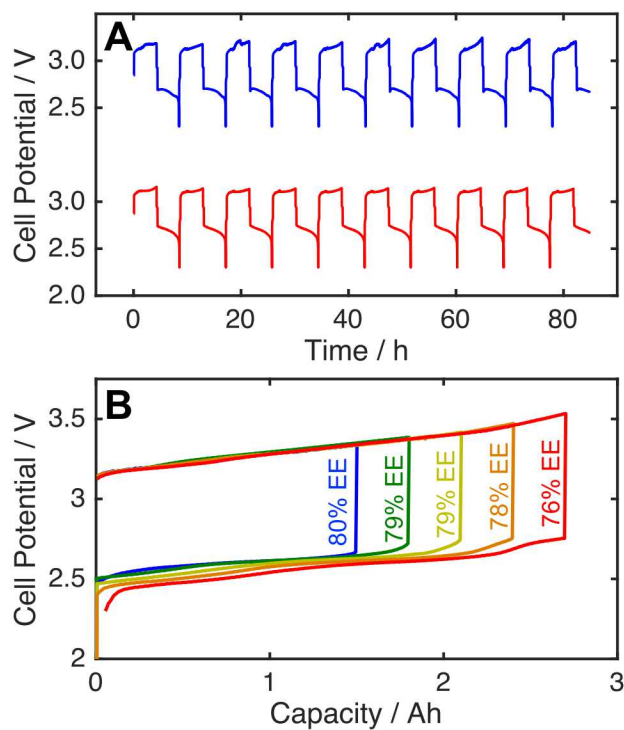 A
Cell Potential / V
3.0
2.5
3.0
2.5
2.0
0
20
40
60
80
Time / h
B
Cell Potential / V
3.5
3
2.5
2
80% EE
79% EE
79% EE
78% EE
76% EE
0
1
2
3
Capacity / Ah